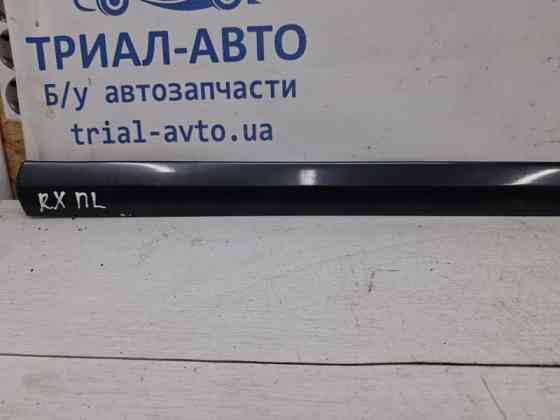 ТРИАЛ-АВТО
Б/у автозапчасти
trial-avto.ua
RX ПL